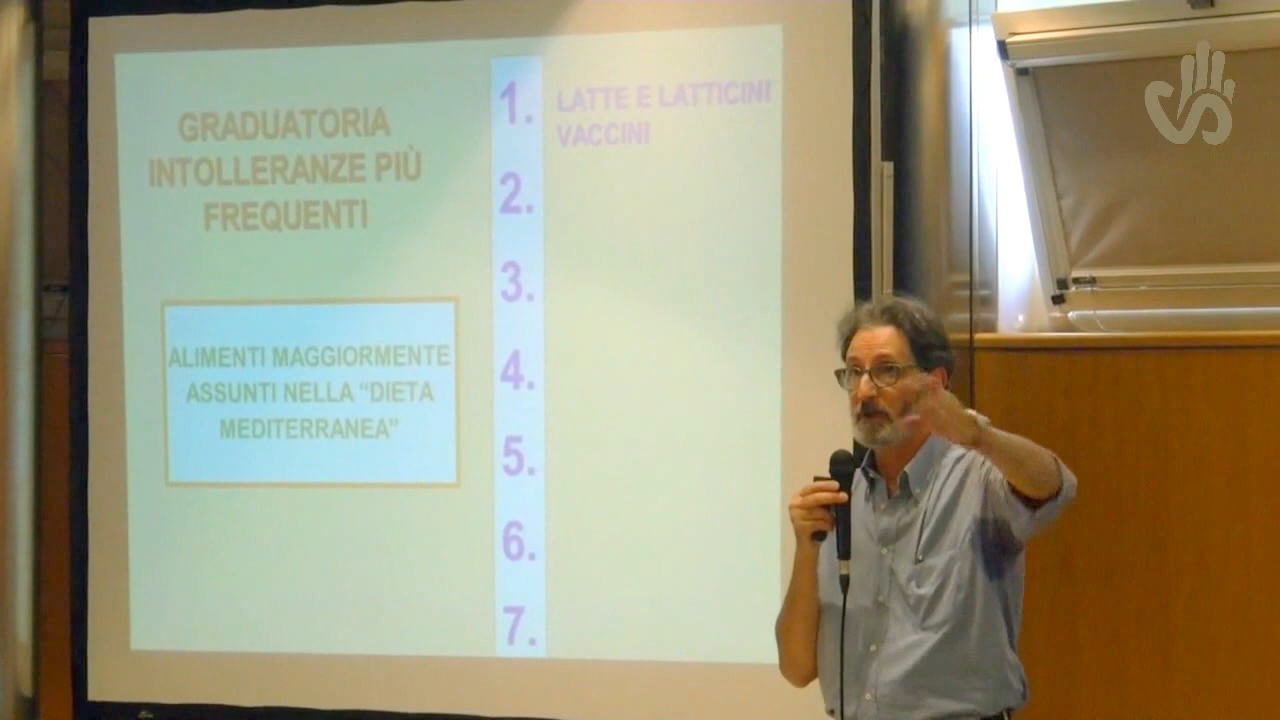 GRADUATORIA
INTOLLERANZE PIÙ
FREQUENTI
ALIMENTI MAGGIORMENTE
ASSUNTI NELLA “DIETA
MEDITERRANEA”
1. LATTE E LATTICINI
VACCINI
2.
3.
4.
5.
6.
7.